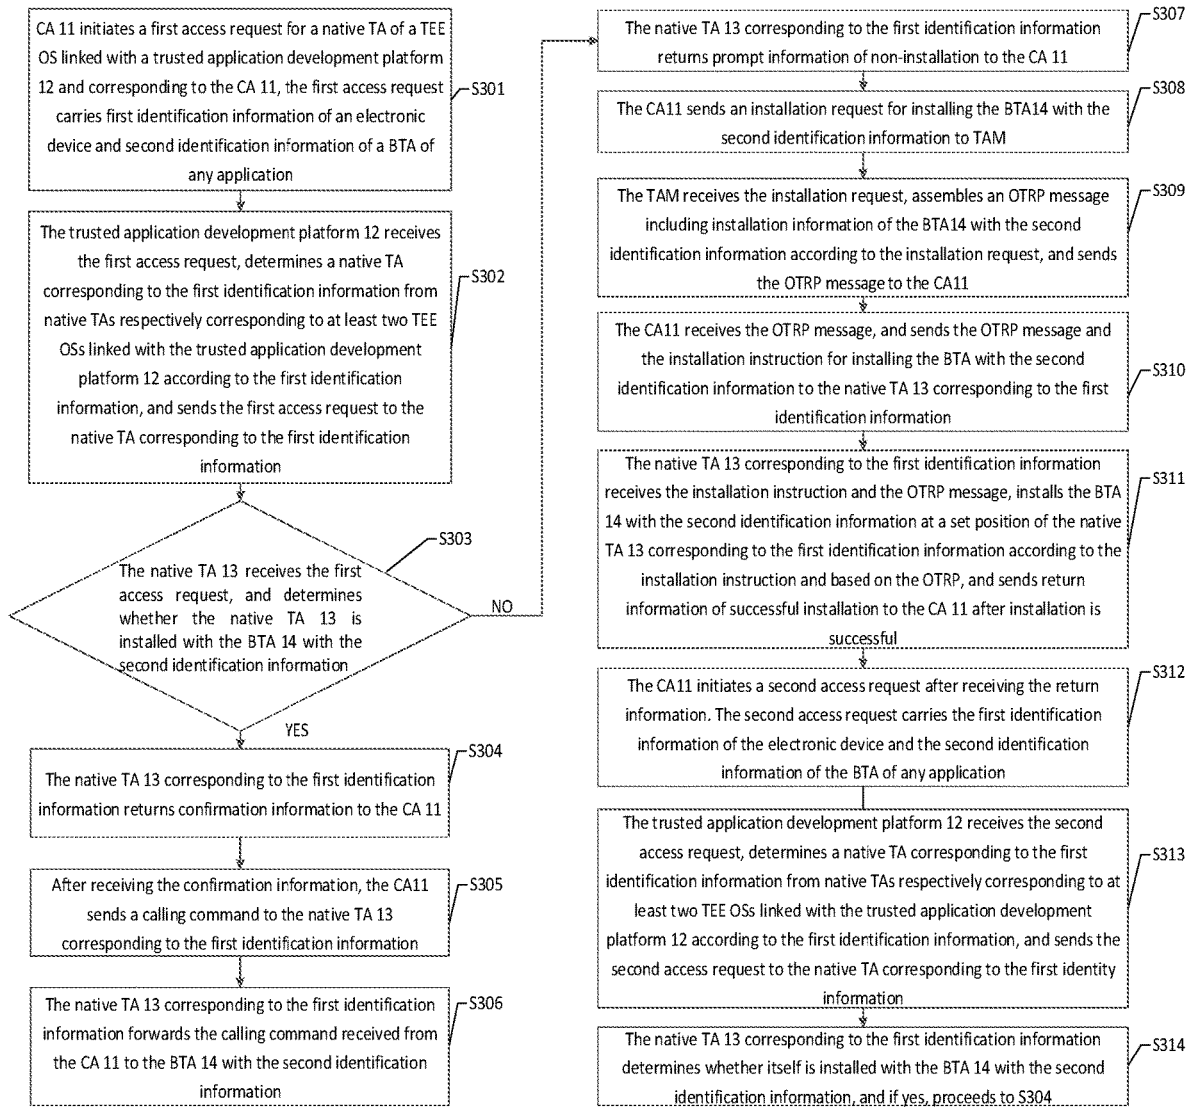 CA 11 initiates a first access request for a native TA of a TEE
OS linked with a trusted application development platform
12 and corresponding to the CA 11, the first access request
carries first identification information of an electronic
device and second identification information of a BTA of
any application
S301
The trusted application development platform 12 receives
the first access request, determines a native TA
corresponding to the first identification information from
native TAs respectively corresponding to at least two TEE
OSs linked with the trusted application development
platform 12 according to the first identification
information, and sends the first access request to the
native TA corresponding to the first identification
information
S302
The native TA 13 receives the first
access request, and determines
whether the native TA 13 is
installed with the BTA 14 with the
second identification information
S303
NO
YES
The native TA 13 corresponding to the first identification
information returns confirmation information to the CA 11
S304
After receiving the confirmation information, the CA11
sends a calling command to the native TA 13
corresponding to the first identification information
S305
The native TA 13 corresponding to the first identification
information forwards the calling command received from
the CA 11 to the BTA 14 with the second identification
information
S306
The native TA 13 corresponding to the first identification information
returns prompt information of non-installation to the CA 11
S307
The CA11 sends an installation request for installing the BTA14 with the
second identification information to TAM
S308
The TAM receives the installation request, assembles an OTRP message
including installation information of the BTA14 with the second
identification information according to the installation request, and sends
the OTRP message to the CA11
S309
The CA11 receives the OTRP message, and sends the OTRP message and
the installation instruction for installing the BTA with the second
identification information to the native TA 13 corresponding to the first
identification information
S310
The native TA 13 corresponding to the first identification information
receives the installation instruction and the OTRP message, installs the BTA
14 with the second identification information at a set position of the native
TA 13 corresponding to the first identification information according to the
installation instruction and based on the OTRP, and sends return
information of successful installation to the CA 11 after installation is
successful
S311
The CA11 initiates a second access request after receiving the return
information. The second access request carries the first identification
information of the electronic device and the second identification
information of the BTA of any application
S312
The trusted application development platform 12 receives the second
access request, determines a native TA corresponding to the first
identification information from native TAs respectively corresponding to at
least two TEE OSs linked with the trusted application development
platform 12 according to the first identification information, and sends the
second access request to the native TA corresponding to the first identity
information
S313
The native TA 13 corresponding to the first identification information
determines whether itself is installed with the BTA 14 with the second
identification information, and if yes, proceeds to S304
S314